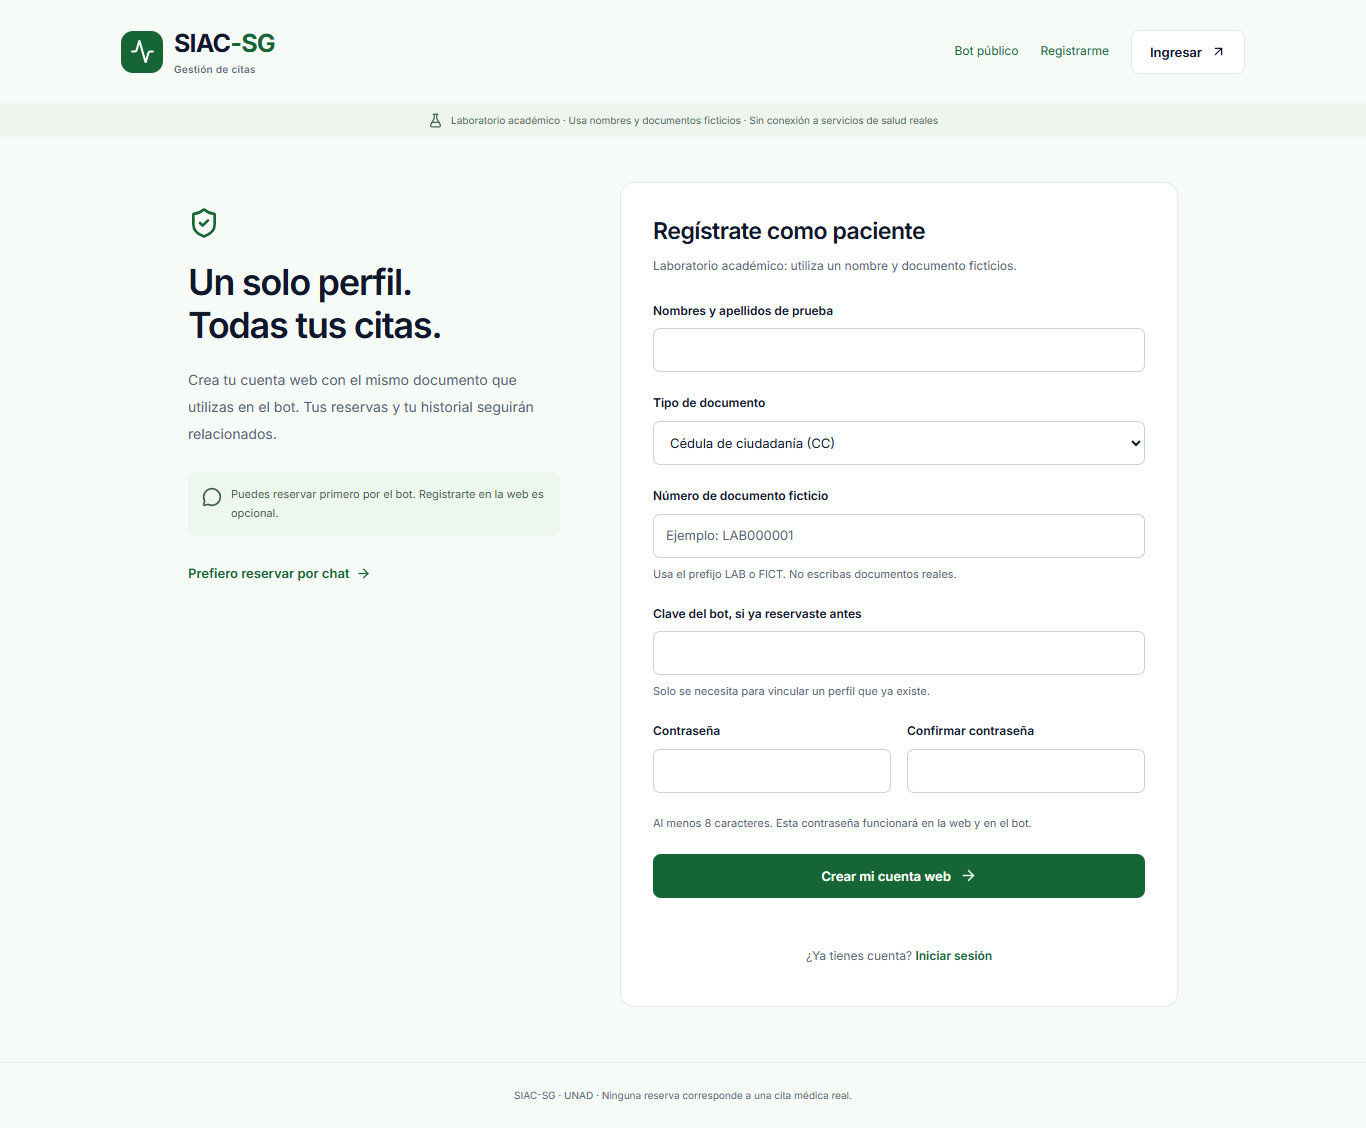 SIAC-SG
Gestión de citas
Bot público
Registrarme
Ingresar
Laboratorio académico · Usa nombres y documentos ficticios · Sin conexión a servicios de salud reales
Un solo perfil.
Todas tus citas.
Crea tu cuenta web con el mismo documento que
utilizas en el bot. Tus reservas y tu historial seguirán
relacionados.
Puedes reservar primero por el bot. Registrarte en la web es
opcional.
Prefiero reservar por chat
Regístrate como paciente
Laboratorio académico: utiliza un nombre y documento ficticios.
Nombres y apellidos de prueba
Tipo de documento
Cédula de ciudadanía (CC)
Número de documento ficticio
Ejemplo: LAB000001
Usa el prefijo LAB o FICT. No escribas documentos reales.
Clave del bot, si ya reservaste antes
Solo se necesita para vincular un perfil que ya existe.
Contraseña
Confirmar contraseña
Al menos 8 caracteres. Esta contraseña funcionará en la web y en el bot.
Crear mi cuenta web
¿Ya tienes cuenta? Iniciar sesión
SIAC-SG · UNAD · Ninguna reserva corresponde a una cita médica real.